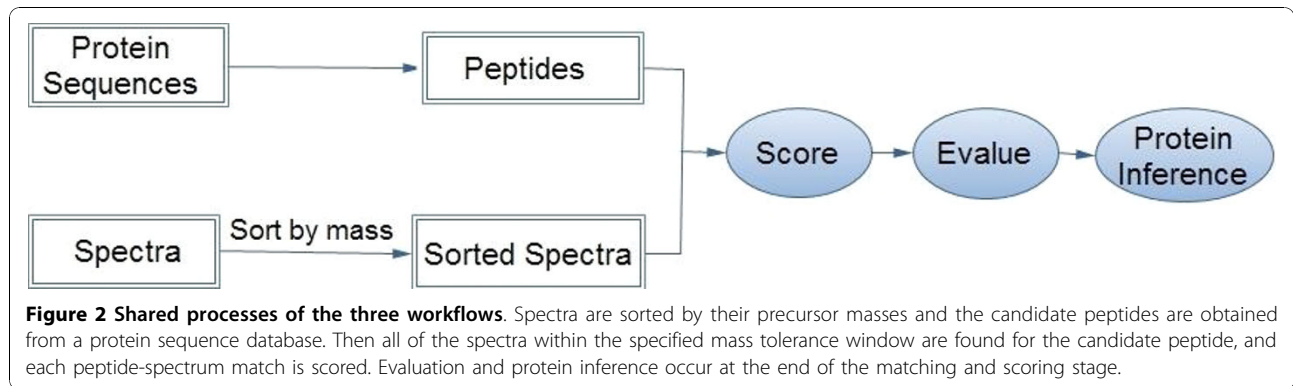 Protein
Sequences
Peptides
Score
Evalue
Protein
Inference
Spectra
Sort by mass
Sorted Spectra
Figure 2 Shared processes of the three workflows. Spectra are sorted by their precursor masses and the candidate peptides are obtained
from a protein sequence database. Then all of the spectra within the specified mass tolerance window are found for the candidate peptide, and
each peptide-spectrum match is scored. Evaluation and protein inference occur at the end of the matching and scoring stage.